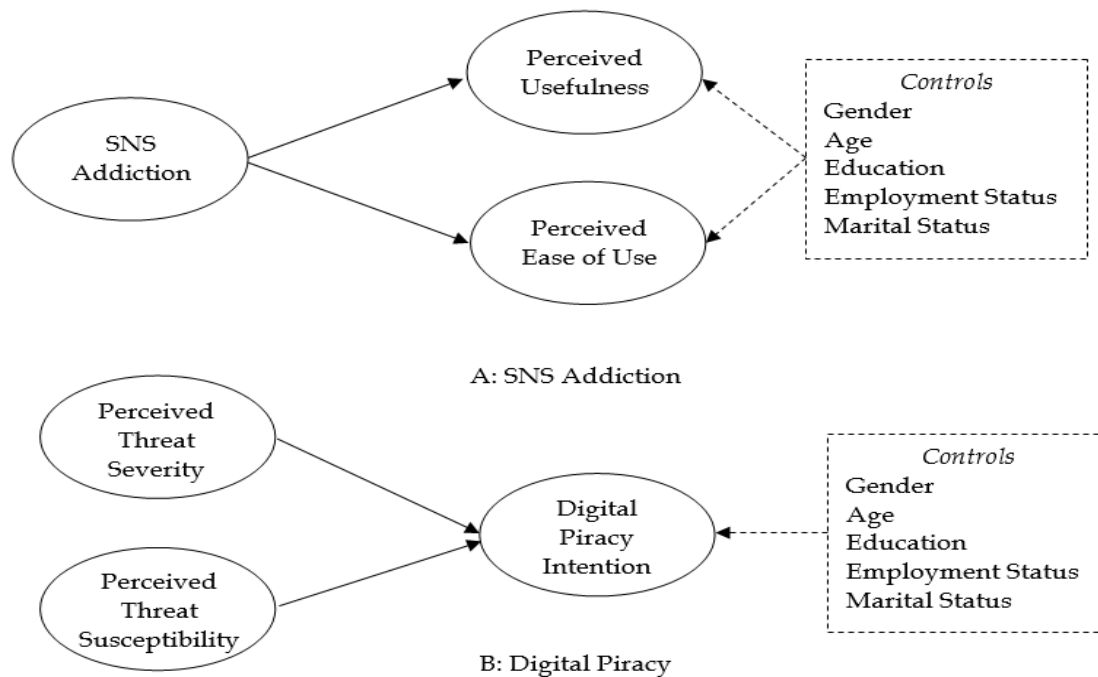 SNS
Addiction
Perceived
Usefulness
Perceived
Ease of Use
Controls
Gender
Age
Education
Employment Status
Marital Status
A: SNS Addiction
Perceived
Threat
Severity
Perceived
Threat
Susceptibility
Digital
Piracy
Intention
Controls
Gender
Age
Education
Employment Status
Marital Status
B: Digital Piracy